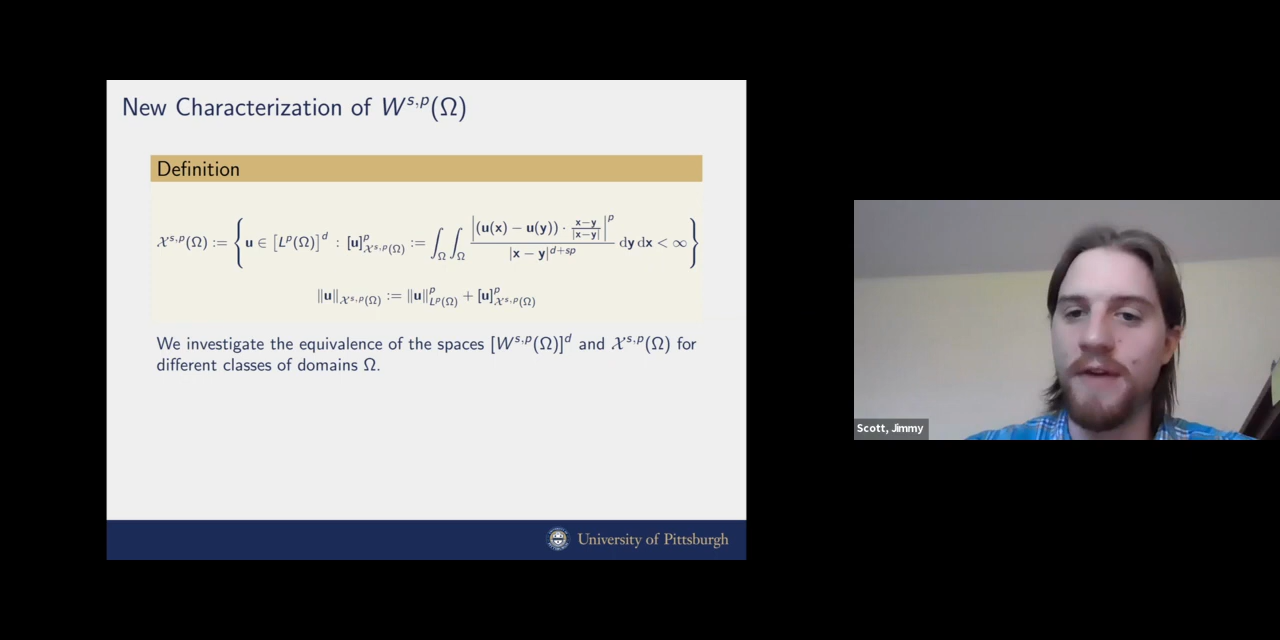 New Characterization of W^{s,p}(Ω)
Definition
𝒳^{s,p}(Ω) := { u ∈ [L^p(Ω)]^d : [u]^p_{𝒳^{s,p}(Ω)} := ∫_Ω ∫_Ω |(u(x) − u(y)) · (x−y)/|x−y||^p / |x − y|^{d+sp} dy dx < ∞ }
‖u‖_{𝒳^{s,p}(Ω)} := ‖u‖^p_{L^p(Ω)} + [u]^p_{𝒳^{s,p}(Ω)}
We investigate the equivalence of the spaces [W^{s,p}(Ω)]^d and 𝒳^{s,p}(Ω) for
different classes of domains Ω.
University of Pittsburgh
Scott, Jimmy